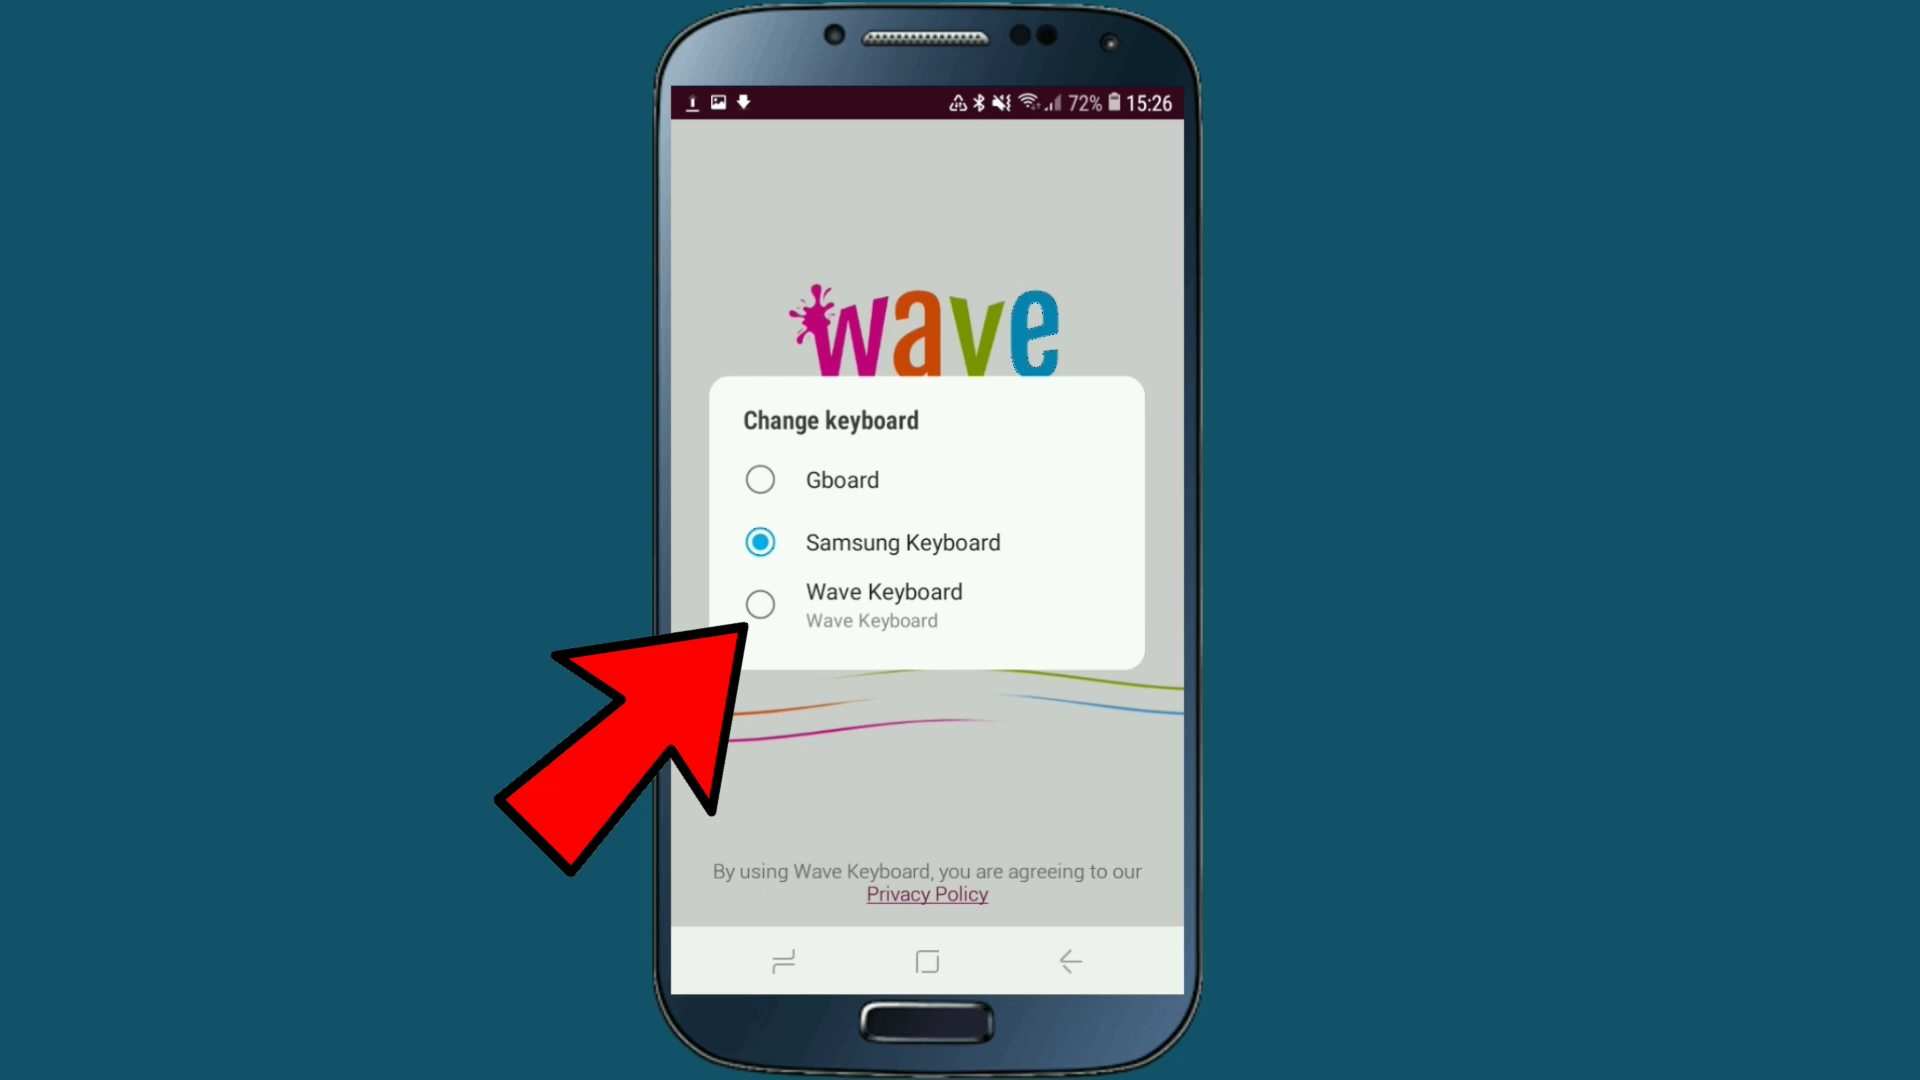 72% 15:26
wave
Change keyboard
Gboard
Samsung Keyboard
Wave Keyboard
Wave Keyboard
By using Wave Keyboard, you are agreeing to our
Privacy Policy